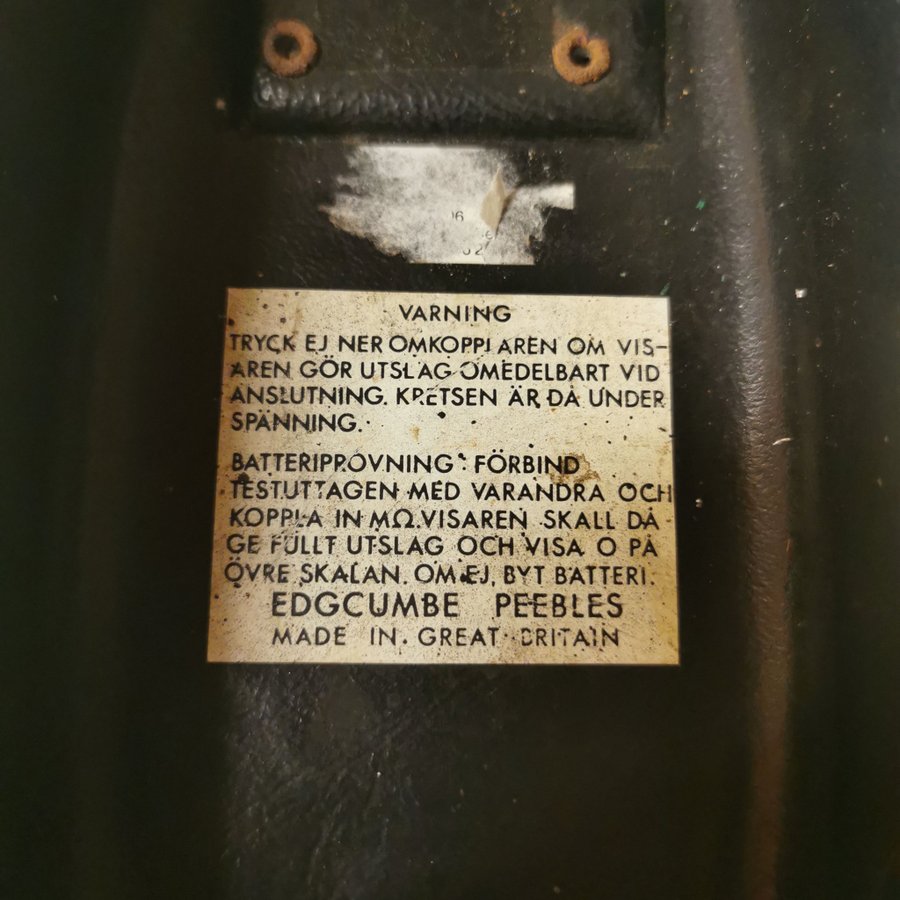 16
VARNING
TRYCK EJ NER OMKOPPLAREN OM VIS-
AREN GÖR UTSLAG OMEDELBART VID
ANSLUTNING. KRETSEN ÄR DÅ UNDER
SPÄNNING.
BATTERIPRÖVNING: FÖRBIND
TESTUTTAGEN MED VARANDRA OCH
KOPPLA IN MΩ. VISAREN SKALL DÅ
GE FULLT UTSLAG OCH VISA O PÅ
ÖVRE SKALAN. OM EJ, BYT BATTERI.
EDGCUMBE PEEBLES
MADE IN GREAT BRITAIN